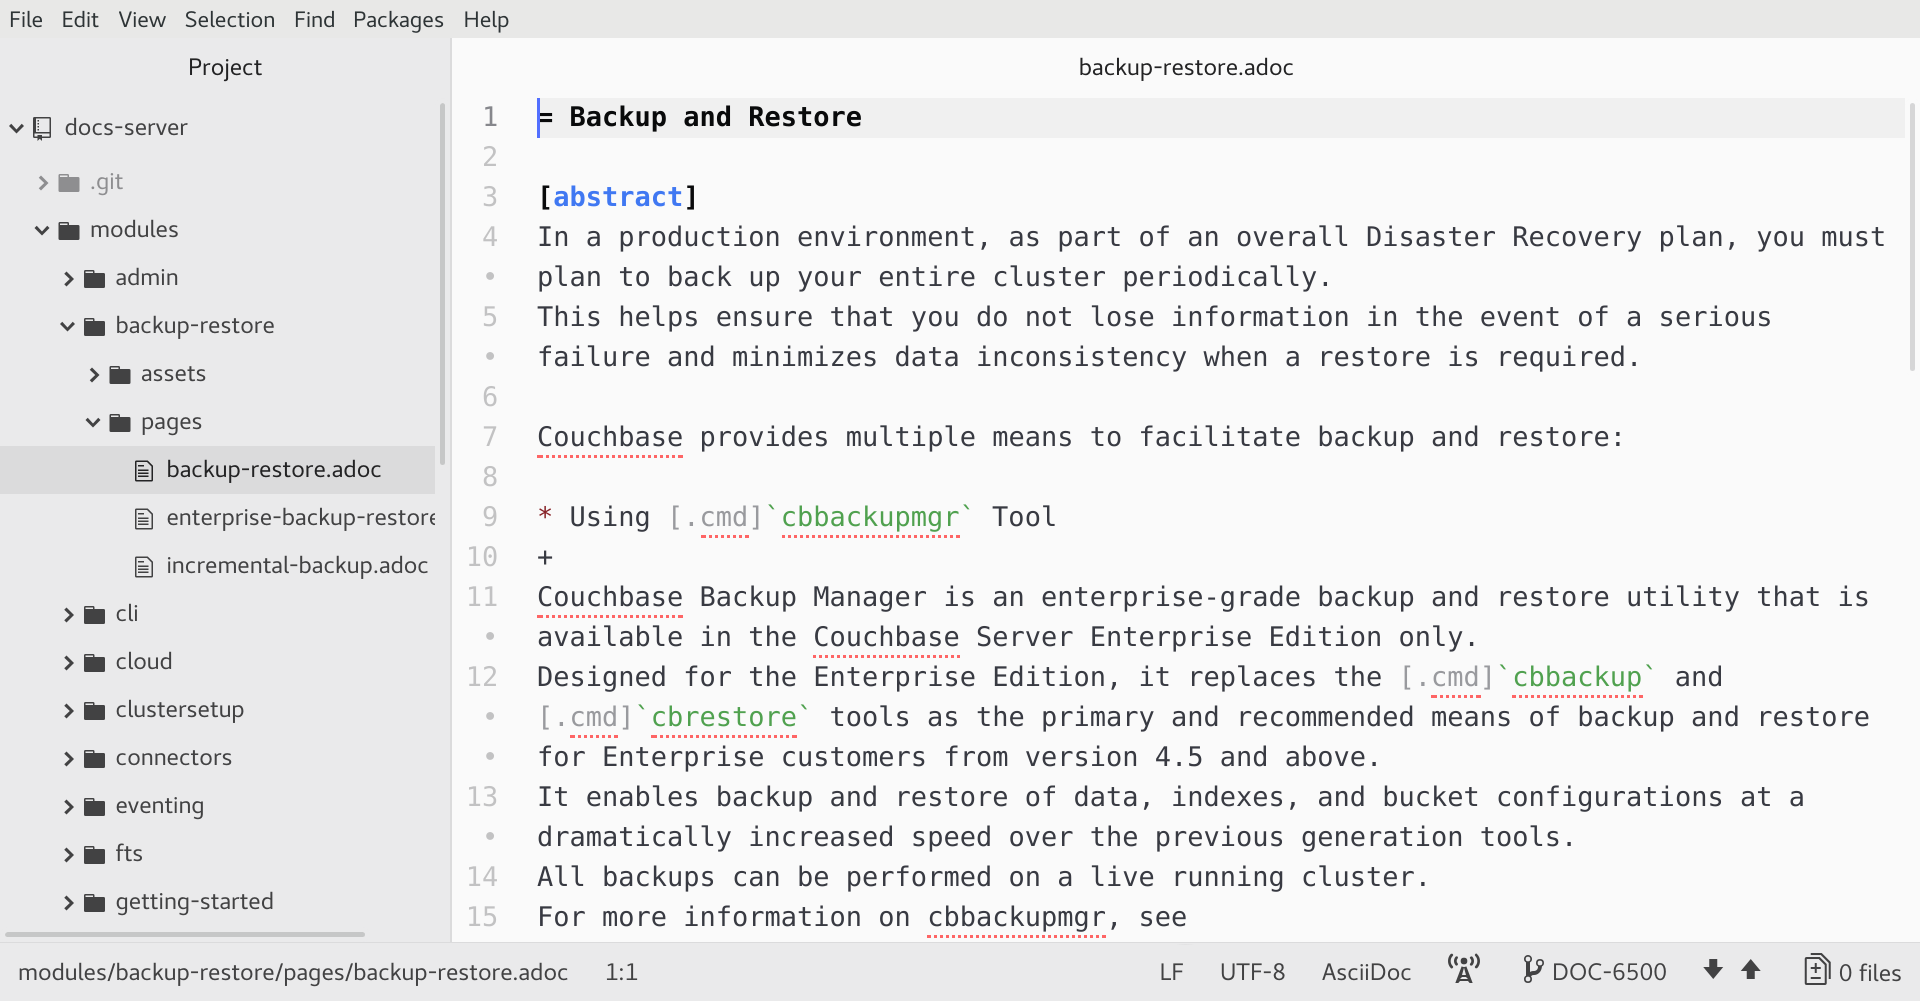 File Edit View Selection Find Packages Help
Project
docs-server
.git
modules
admin
backup-restore
assets
pages
backup-restore.adoc
enterprise-backup-restore
incremental-backup.adoc
cli
cloud
clustersetup
connectors
eventing
fts
getting-started
backup-restore.adoc
1 = Backup and Restore
2
3 [abstract]
4 In a production environment, as part of an overall Disaster Recovery plan, you must
• plan to back up your entire cluster periodically.
5 This helps ensure that you do not lose information in the event of a serious
• failure and minimizes data inconsistency when a restore is required.
6
7 Couchbase provides multiple means to facilitate backup and restore:
8
9 * Using [.cmd]`cbbackupmgr` Tool
10 +
11 Couchbase Backup Manager is an enterprise-grade backup and restore utility that is
• available in the Couchbase Server Enterprise Edition only.
12 Designed for the Enterprise Edition, it replaces the [.cmd]`cbbackup` and
• [.cmd]`cbrestore` tools as the primary and recommended means of backup and restore
• for Enterprise customers from version 4.5 and above.
13 It enables backup and restore of data, indexes, and bucket configurations at a
• dramatically increased speed over the previous generation tools.
14 All backups can be performed on a live running cluster.
15 For more information on cbbackupmgr, see
modules/backup-restore/pages/backup-restore.adoc 1:1 LF UTF-8 AsciiDoc DOC-6500 0 files